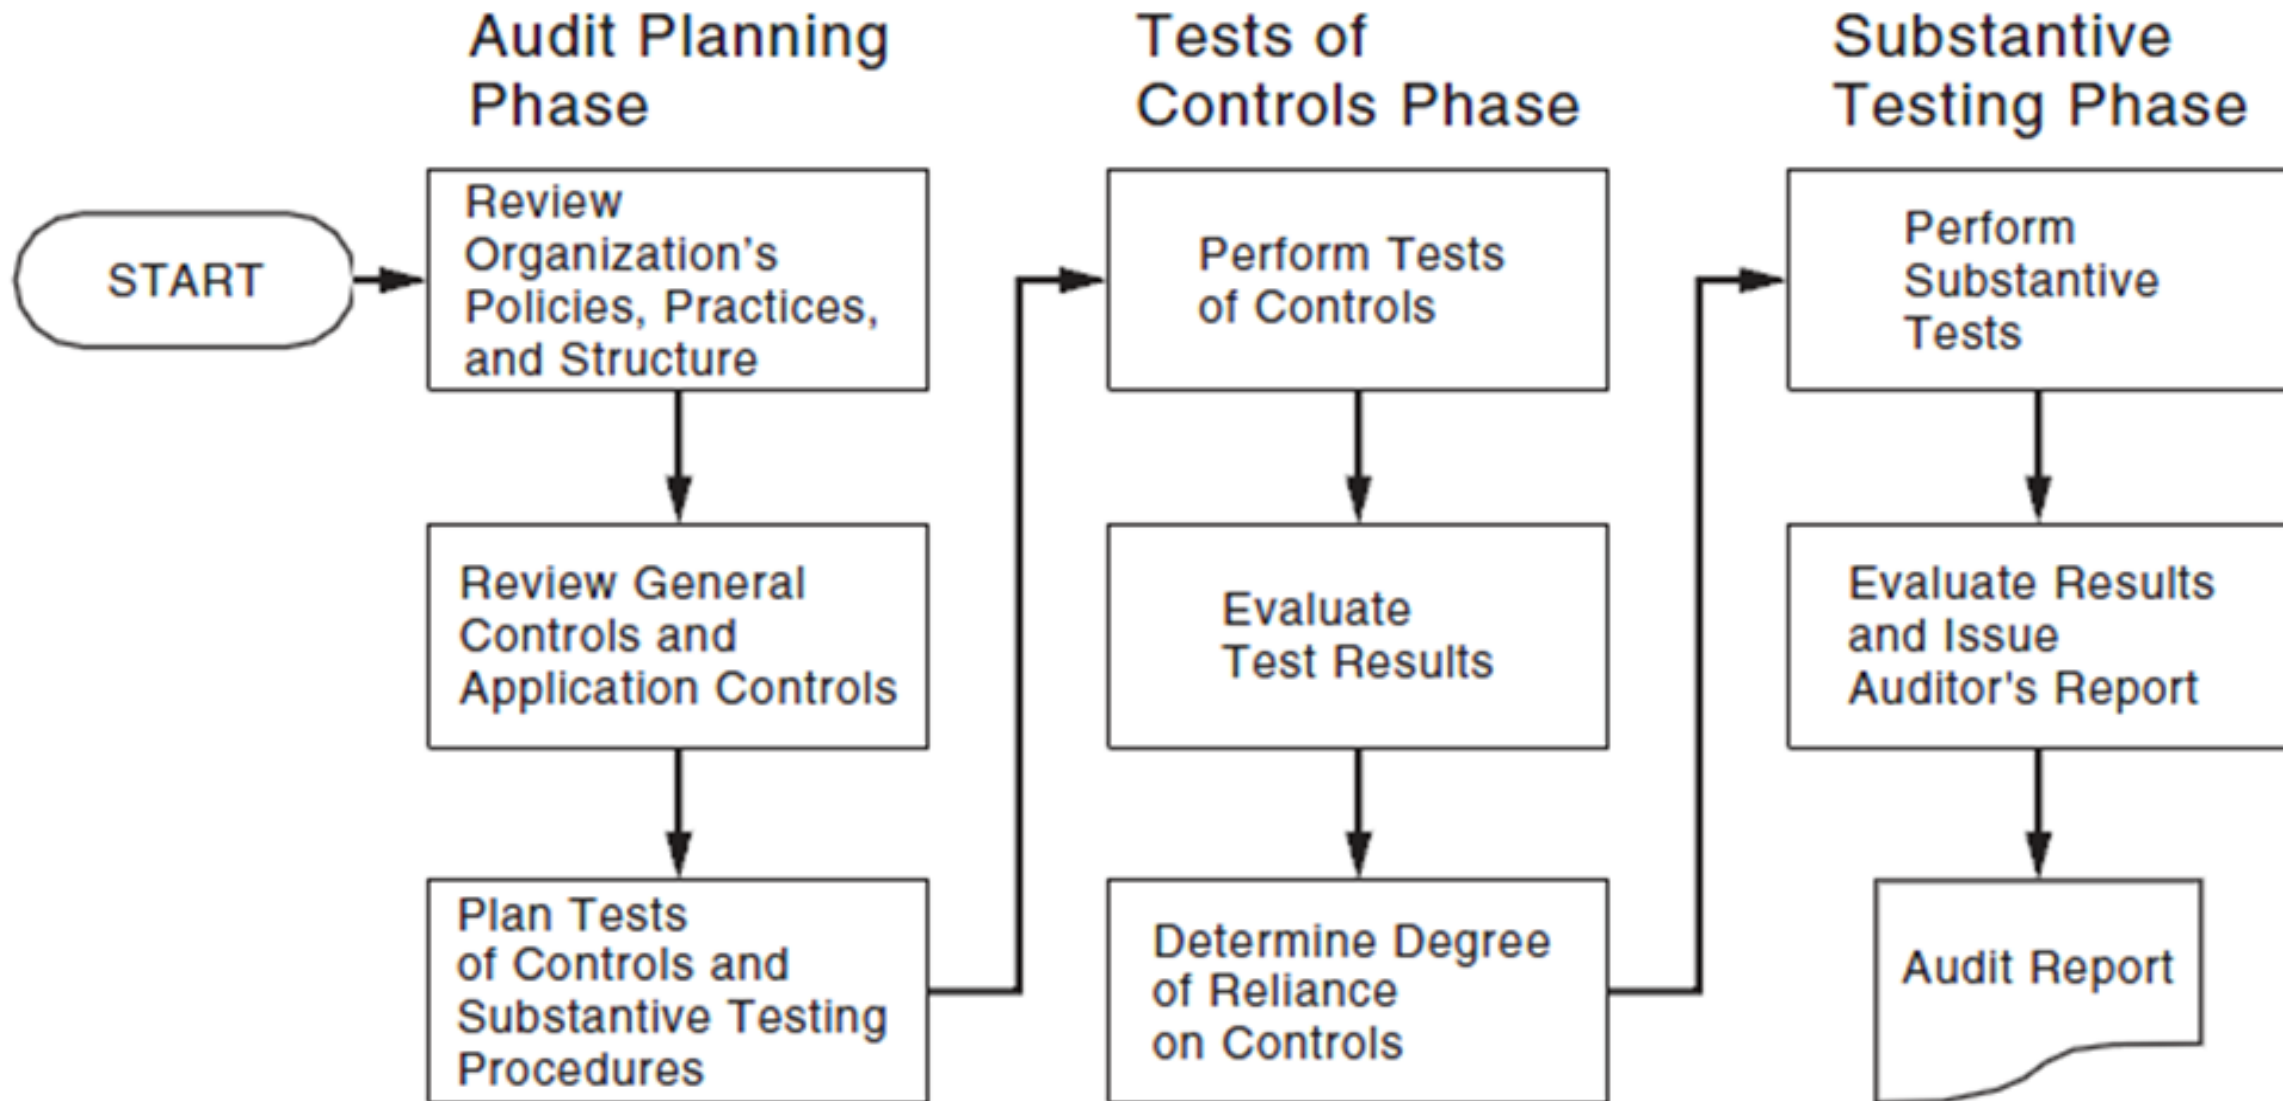 Audit Planning
Phase
Tests of
Controls Phase
Substantive
Testing Phase
START
Review
Organization's
Policies, Practices,
and Structure
Review General
Controls and
Application Controls
Plan Tests
of Controls and
Substantive Testing
Procedures
Perform Tests
of Controls
Evaluate
Test Results
Determine Degree
of Reliance
on Controls
Perform
Substantive
Tests
Evaluate Results
and Issue
Auditor's Report
Audit Report